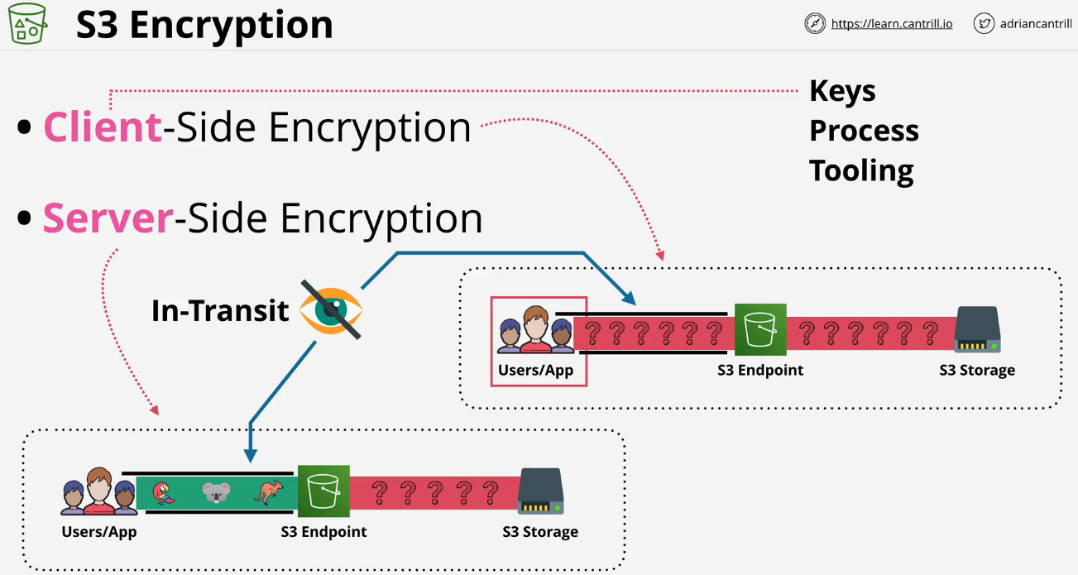 S3 Encryption
https://learn.cantrill.io
adriancantrill
• Client-Side Encryption
Keys
Process
Tooling
• Server-Side Encryption
In-Transit
? ? ? ? ? ?
? ? ? ? ? ?
Users/App
S3 Endpoint
S3 Storage
? ? ? ? ?
Users/App
S3 Endpoint
S3 Storage